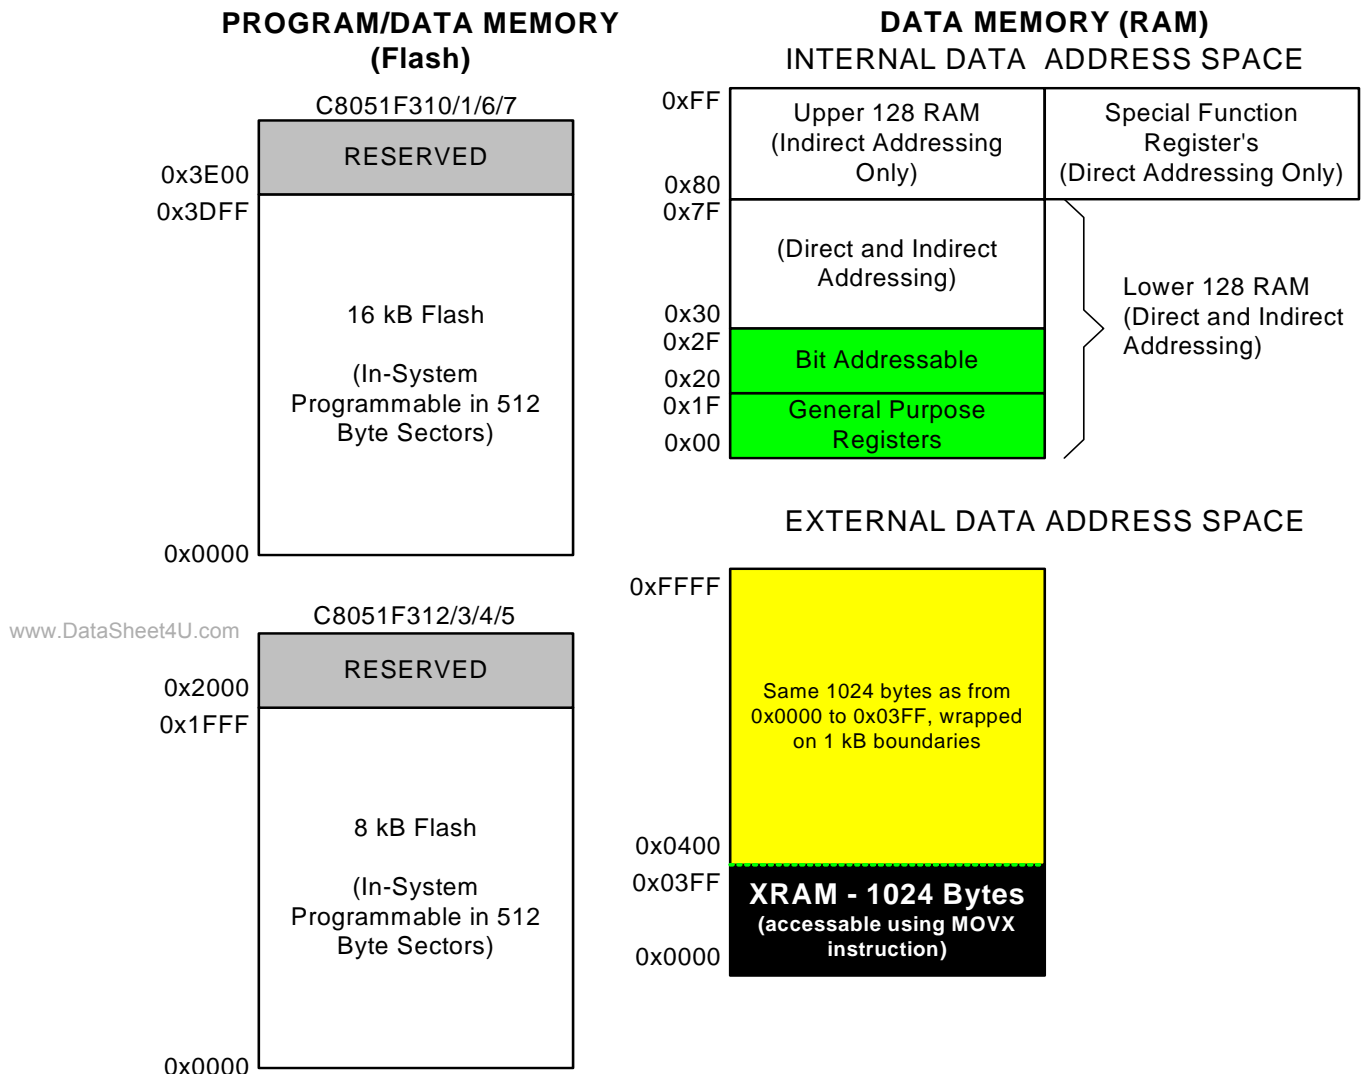 PROGRAM/DATA MEMORY
(Flash)
C8051F310/1/6/7
RESERVED
0x3E00
0x3DFF
16 kB Flash
(In-System
Programmable in 512
Byte Sectors)
0x0000
C8051F312/3/4/5
www.DataSheet4U.com
RESERVED
0x2000
0x1FFF
8 kB Flash
(In-System
Programmable in 512
Byte Sectors)
0x0000
DATA MEMORY (RAM)
INTERNAL DATA ADDRESS SPACE
0xFF
Upper 128 RAM
(Indirect Addressing
Only)
0x80
Special Function
Register's
(Direct Addressing Only)
0x7F
(Direct and Indirect
Addressing)
0x30
0x2F
Bit Addressable
0x20
0x1F
General Purpose
Registers
0x00
Lower 128 RAM
(Direct and Indirect
Addressing)
EXTERNAL DATA ADDRESS SPACE
0xFFFF
Same 1024 bytes as from
0x0000 to 0x03FF, wrapped
on 1 kB boundaries
0x0400
0x03FF
XRAM - 1024 Bytes
(accessable using MOVX
instruction)
0x0000